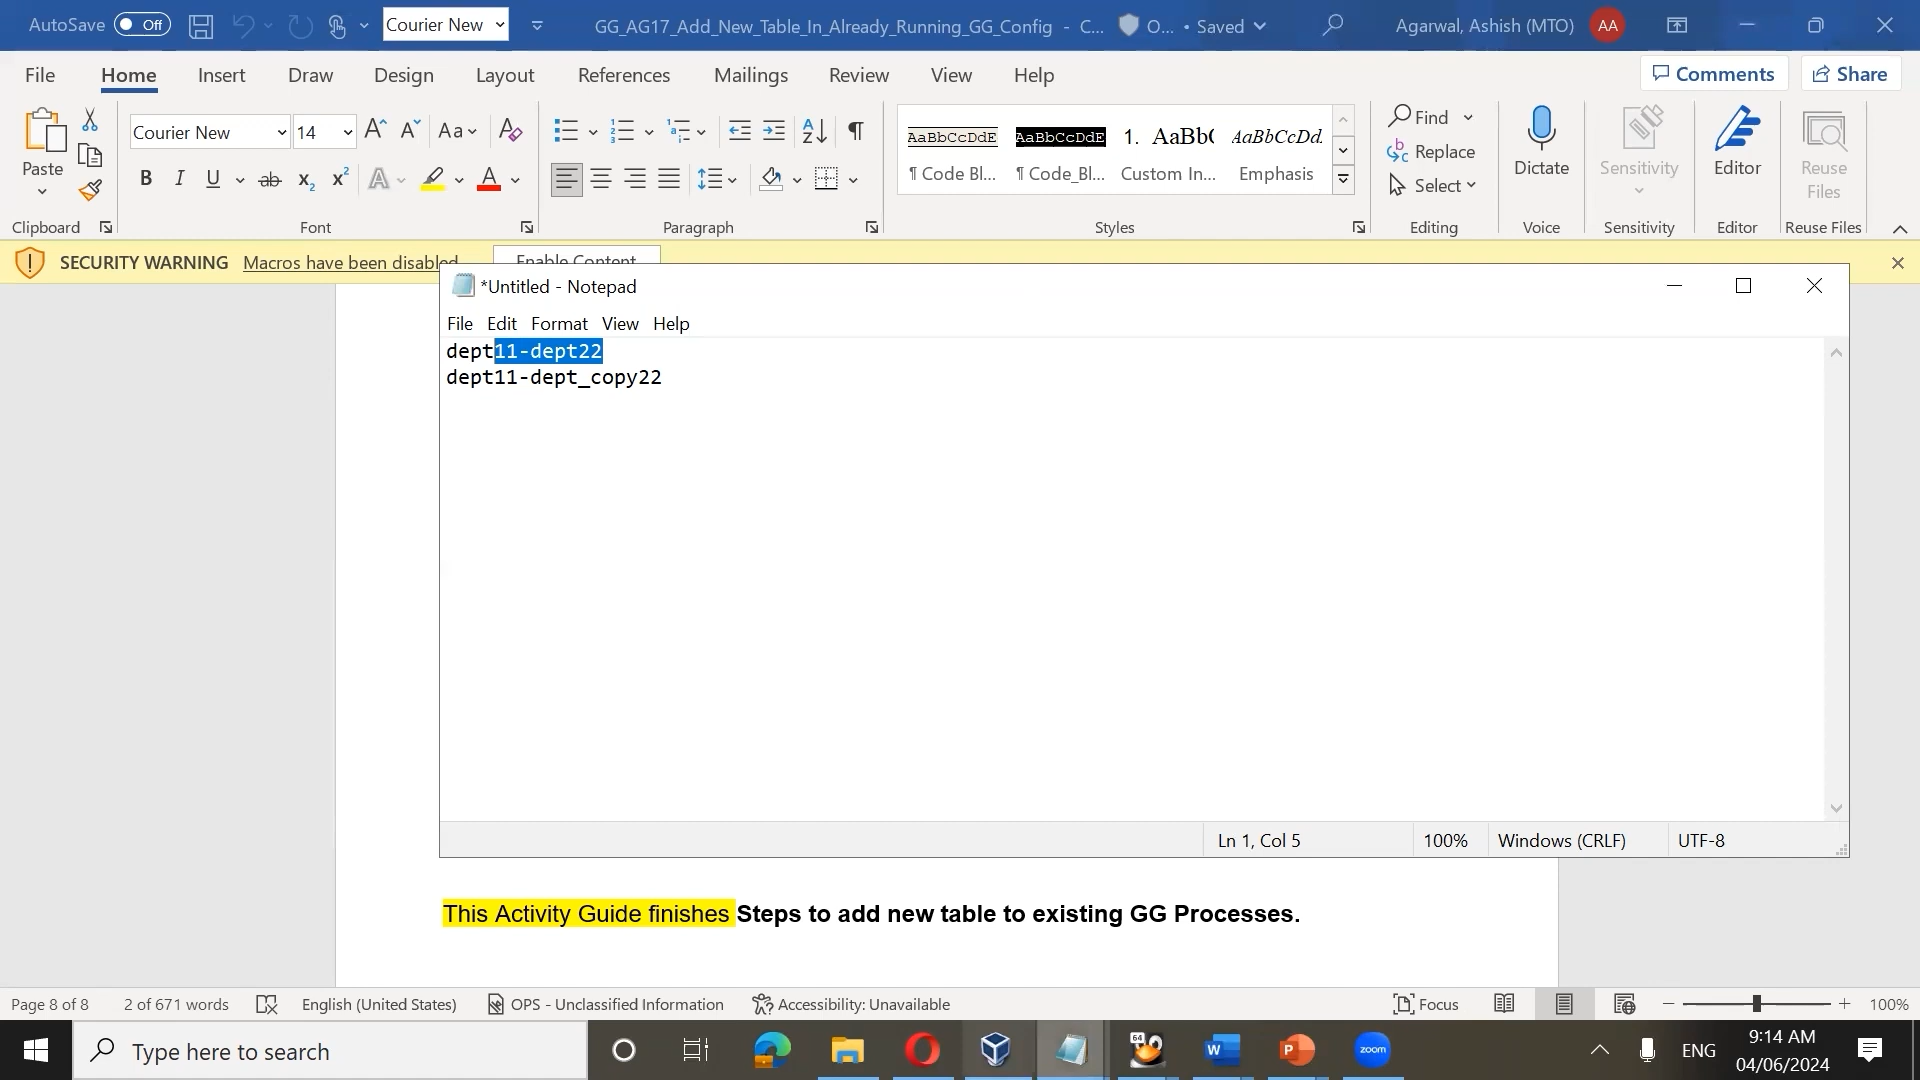 AutoSave Off Courier New GG_AG17_Add_New_Table_In_Already_Running_GG_Config - C... O... • Saved Agarwal, Ashish (MTO) AA
File Home Insert Draw Design Layout References Mailings Review View Help Comments Share
Courier New 14 Aa
Paste
B I U ab x₂ x² A A
AaBbCcDdE AaBbCcDdE 1. AaBb( AaBbCcDd.
¶ Code Bl... ¶ Code_Bl... Custom In... Emphasis
Find
Replace
Select
Dictate Sensitivity Editor Reuse Files
Clipboard Font Paragraph Styles Editing Voice Sensitivity Editor Reuse Files
SECURITY WARNING Macros have been disabled Enable Content
*Untitled - Notepad
File Edit Format View Help
dept11-dept22
dept11-dept_copy22
Ln 1, Col 5 100% Windows (CRLF) UTF-8
This Activity Guide finishes Steps to add new table to existing GG Processes.
Page 8 of 8 2 of 671 words English (United States) OPS - Unclassified Information Accessibility: Unavailable Focus 100%
Type here to search 64 W P zoom ENG 9:14 AM
04/06/2024